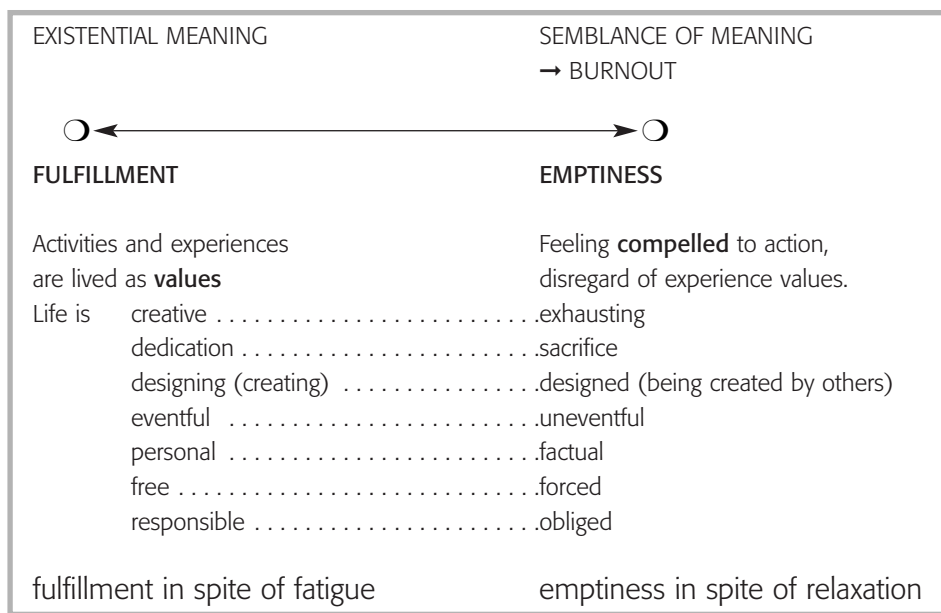 EXISTENTIAL MEANING SEMBLANCE OF MEANING
➞ BURNOUT
FULFILLMENT EMPTINESS
Activities and experiences Feeling compelled to action,
are lived as values disregard of experience values.
Life is creative . . . . . . . . . . . . . . . . . . . . . . . . . .exhausting
dedication . . . . . . . . . . . . . . . . . . . . . . . .sacrifice
designing (creating) . . . . . . . . . . . . . . . .designed (being created by others)
eventful . . . . . . . . . . . . . . . . . . . . . . . . .uneventful
personal . . . . . . . . . . . . . . . . . . . . . . . . .factual
free . . . . . . . . . . . . . . . . . . . . . . . . . . . . .forced
responsible . . . . . . . . . . . . . . . . . . . . . . .obliged
fulfillment in spite of fatigue emptiness in spite of relaxation